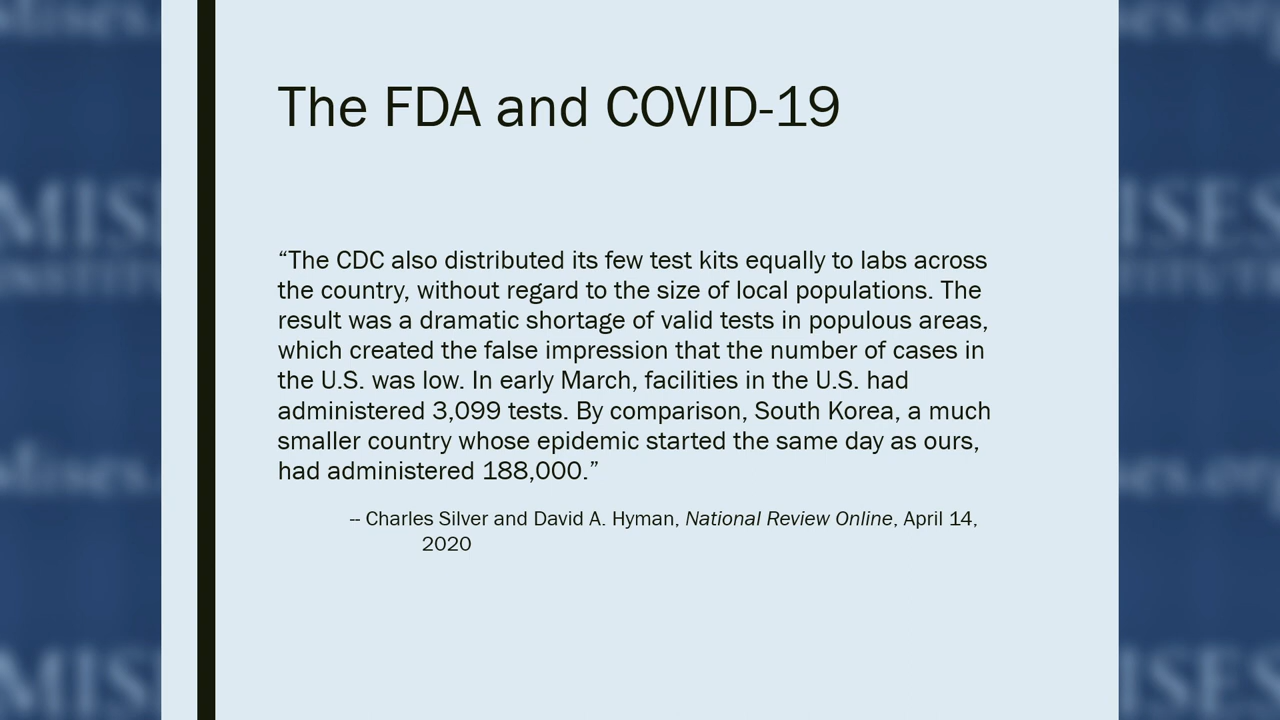 The FDA and COVID-19
“The CDC also distributed its few test kits equally to labs across
the country, without regard to the size of local populations. The
result was a dramatic shortage of valid tests in populous areas,
which created the false impression that the number of cases in
the U.S. was low. In early March, facilities in the U.S. had
administered 3,099 tests. By comparison, South Korea, a much
smaller country whose epidemic started the same day as ours,
had administered 188,000.”
-- Charles Silver and David A. Hyman, National Review Online, April 14,
2020